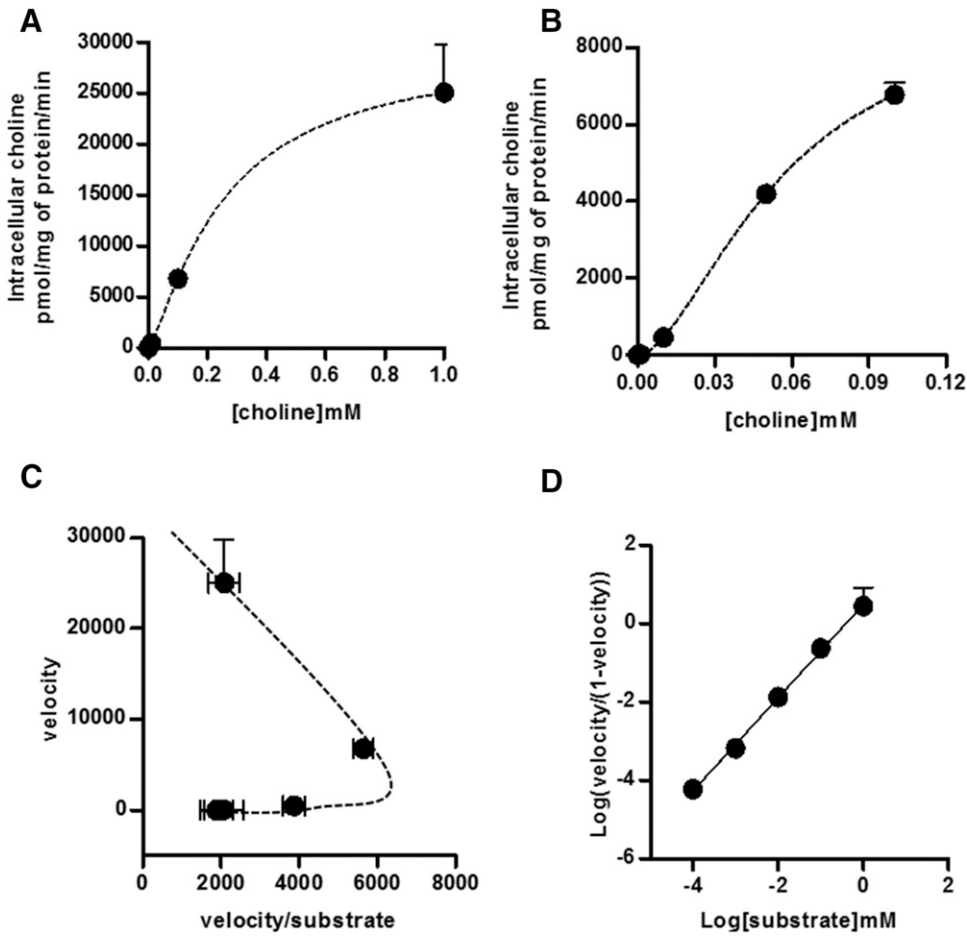 A
30000
25000
20000
15000
10000
5000
0
Intracellular choline
pmol/mg of protein/min
0.0 0.2 0.4 0.6 0.8 1.0
[choline]mM
B
8000
6000
4000
2000
0
Intracellular choline
pmol/mg of protein/min
0.00 0.03 0.06 0.09 0.12
[choline]mM
C
30000
20000
10000
0
velocity
0 2000 4000 6000 8000
velocity/substrate
D
2
0
-2
-4
-6
Log(velocity/(1-velocity))
-4 -2 0 2
Log[substrate]mM